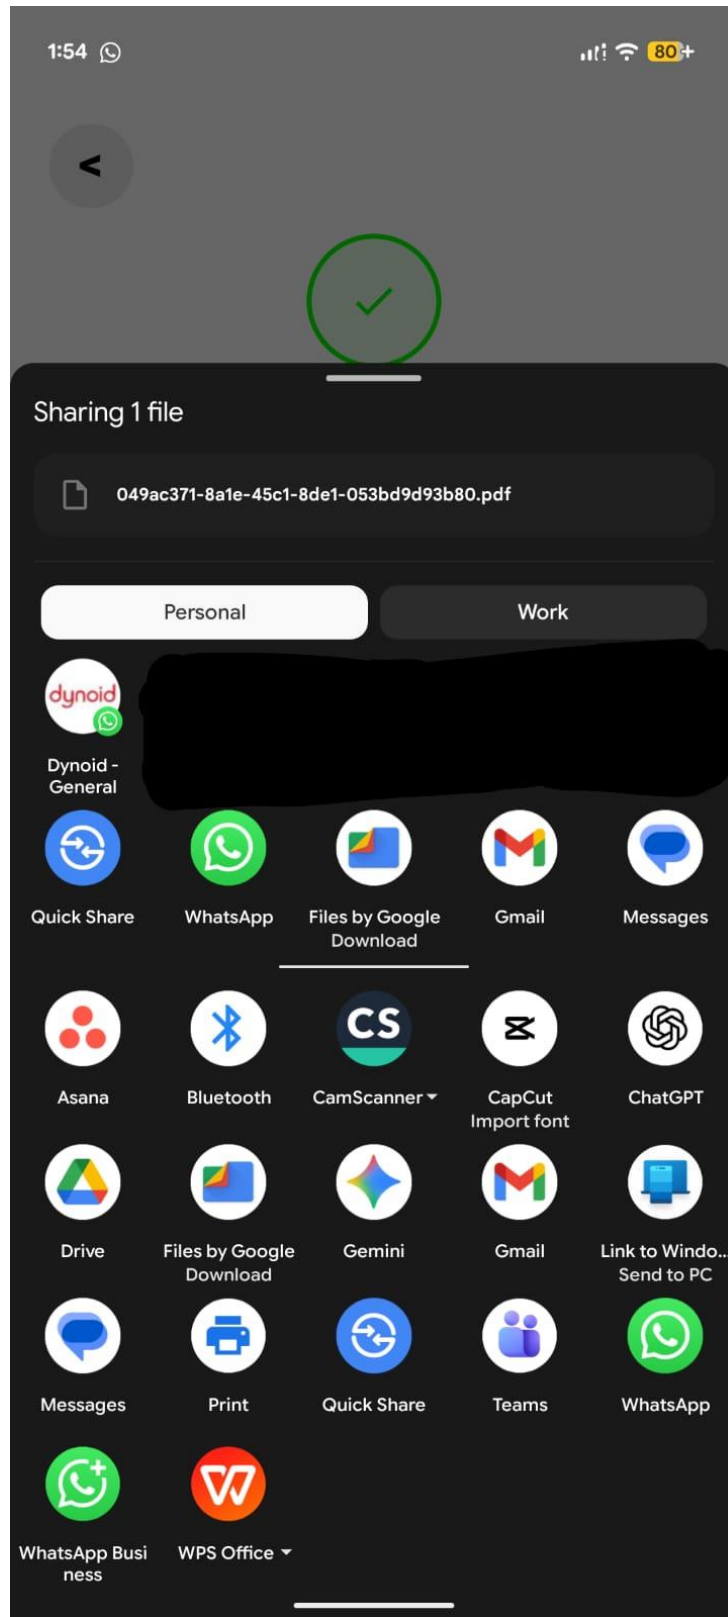 1:54
80+
<
Sharing 1 file
049ac371-8a1e-45c1-8de1-053bd9d93b80.pdf
Personal Work
dynoid
Dynoid -
General
Quick Share WhatsApp Files by Google Gmail Messages
Download
CS
Asana Bluetooth CamScanner CapCut ChatGPT
Import font
Drive Files by Google Gemini Gmail Link to Windo...
Download Send to PC
Messages Print Quick Share Teams WhatsApp
WhatsApp Busi WPS Office
ness